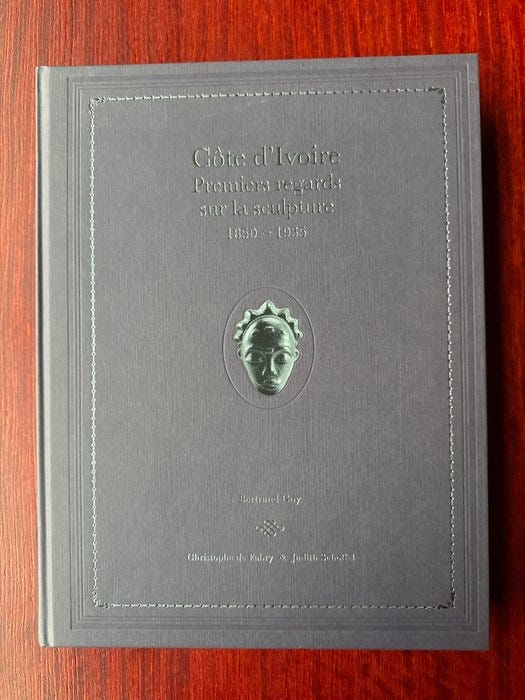 Côte d'Ivoire
Premiers regards
sur la sculpture
1850 ~ 1935
Bertrand Goy
Christophe de Fabry & Judith Schoffel